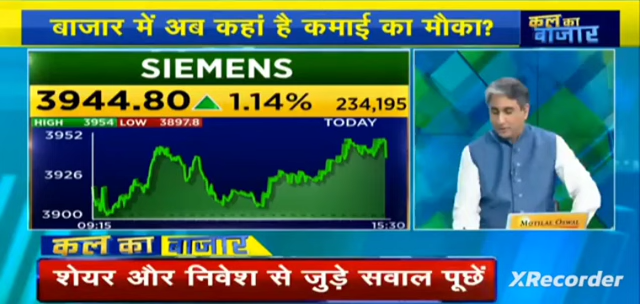 बाजार में अब कहां है कमाई का मौका?
कल का
बाजार
SIEMENS
3944.80 1.14% 234,195
HIGH 3954 LOW 3897.8 TODAY
3952
3926
3900
09:15 15:30
MOTILAL OSWAL
कल का बाजार
शेयर और निवेश से जुड़े सवाल पूछें
XRecorder